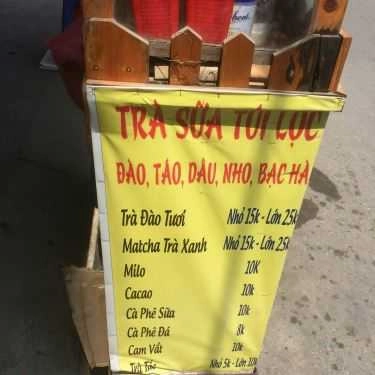 TRÀ SỮA TÚI LỌC
ĐÀO, TÁO, DÂU, NHO, BẠC HÀ
Trà Đào Tươi Nhỏ 15k - Lớn 25k
Matcha Trà Xanh Nhỏ 15k - Lớn 25k
Milo 10K
Cacao 10k
Cà Phê Sữa 10k
Cà Phê Đá 8k
Cam Vắt 10k
Nhỏ 5k - Lớn 10k